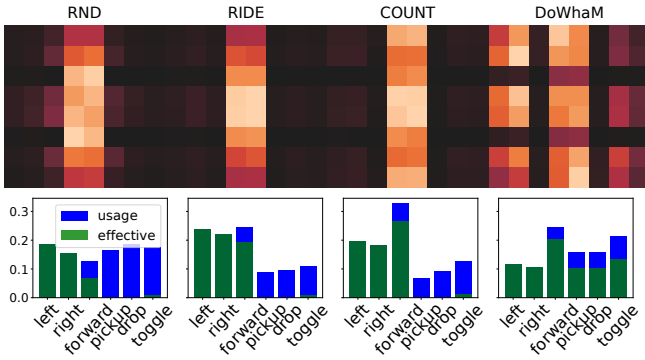 RND RIDE COUNT DoWhaM
0.3
0.2
0.1
0.0
usage
effective
left right forward pickup drop toggle
left right forward pickup drop toggle
left right forward pickup drop toggle
left right forward pickup drop toggle